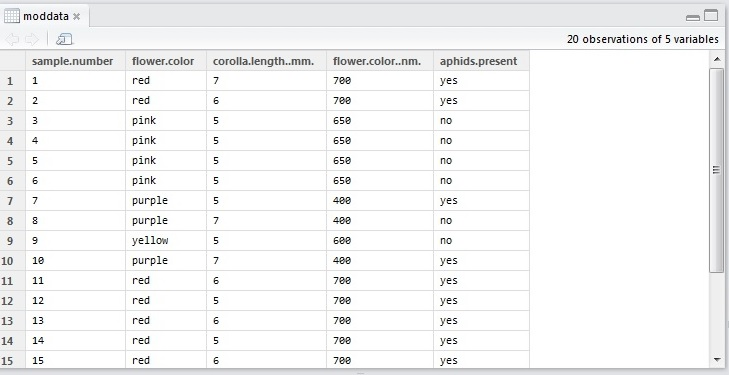 moddata
20 observations of 5 variables
sample.number flower.color corolla.length..mm. flower.color..nm. aphids.present
1 1 red 7 700 yes
2 2 red 6 700 yes
3 3 pink 5 650 no
4 4 pink 5 650 no
5 5 pink 5 650 no
6 6 pink 5 650 no
7 7 purple 5 400 yes
8 8 purple 7 400 no
9 9 yellow 5 600 no
10 10 purple 7 400 yes
11 11 red 6 700 yes
12 12 red 5 700 yes
13 13 red 6 700 yes
14 14 red 5 700 yes
15 15 red 6 700 yes